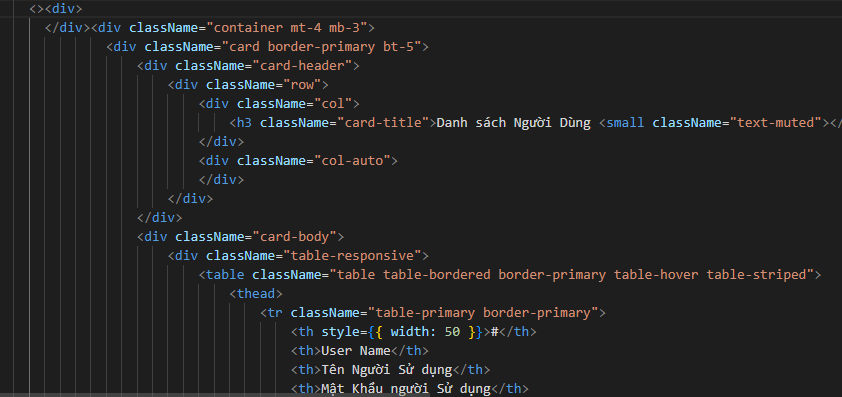 <><div>
</div><div className="container mt-4 mb-3">
<div className="card border-primary bt-5">
<div className="card-header">
<div className="row">
<div className="col">
<h3 className="card-title">Danh sách Người Dùng <small className="text-muted"></
</div>
<div className="col-auto">
</div>
</div>
</div>
<div className="card-body">
<div className="table-responsive">
<table className="table table-bordered border-primary table-hover table-striped">
<thead>
<tr className="table-primary border-primary">
<th style={{ width: 50 }}>#</th>
<th>User Name</th>
<th>Tên Người Sử dụng</th>
<th>Mật Khẩu người Sử dụng</th>